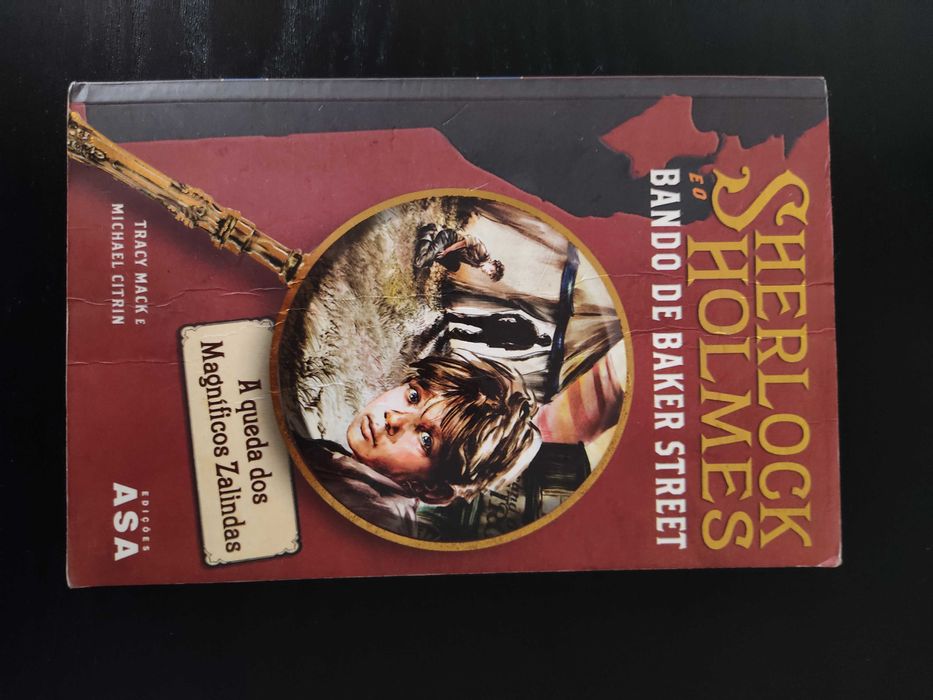 SHERLOCK
HOLMES
E O
BANDO DE BAKER STREET
A queda dos
Magníficos Zalindas
TRACY MACK E
MICHAEL CITRIN
EDIÇÕES
ASA